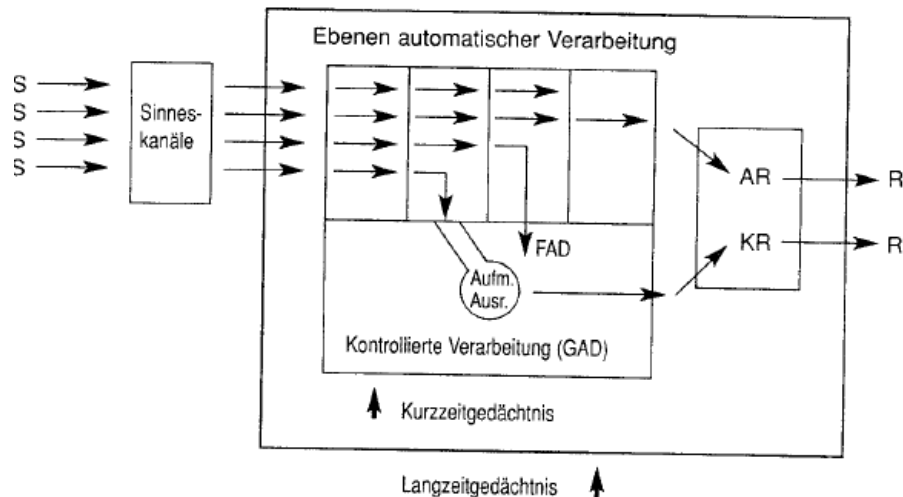 Ebenen automatischer Verarbeitung
S
S
S
S
Sinnes-
kanäle
AR
R
KR
R
FAD
Aufm.
Ausr.
Kontrollierte Verarbeitung (GAD)
Kurzzeitgedächtnis
Langzeitgedächtnis